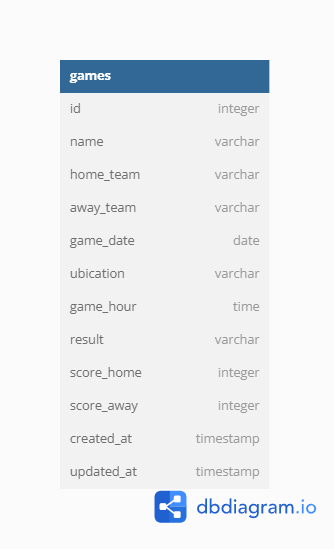 games
id integer
name varchar
home_team varchar
away_team varchar
game_date date
ubication varchar
game_hour time
result varchar
score_home integer
score_away integer
created_at timestamp
updated_at timestamp
dbdiagram.io